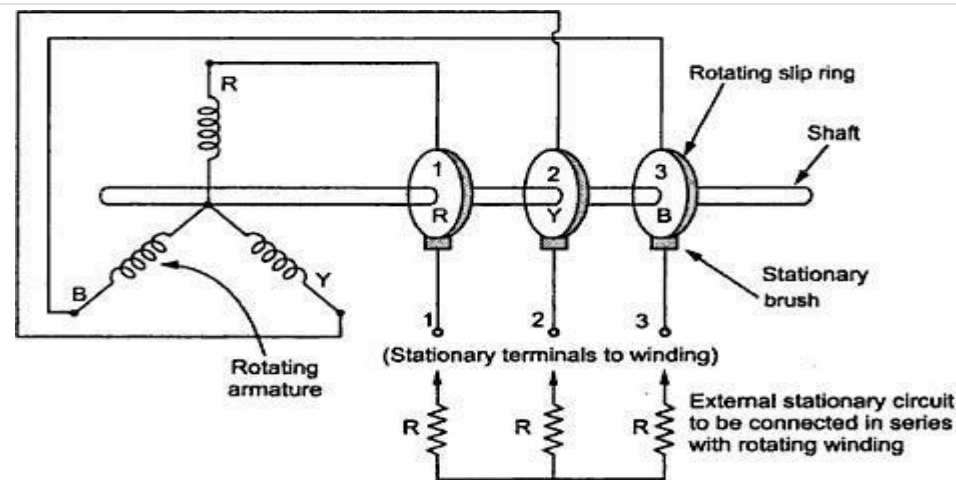 R
Rotating slip ring
Shaft
1
2
3
R
Y
B
B
Y
Stationary
brush
Rotating
armature
1
2
3
(Stationary terminals to winding)
R
R
R
External stationary circuit
to be connected in series
with rotating winding